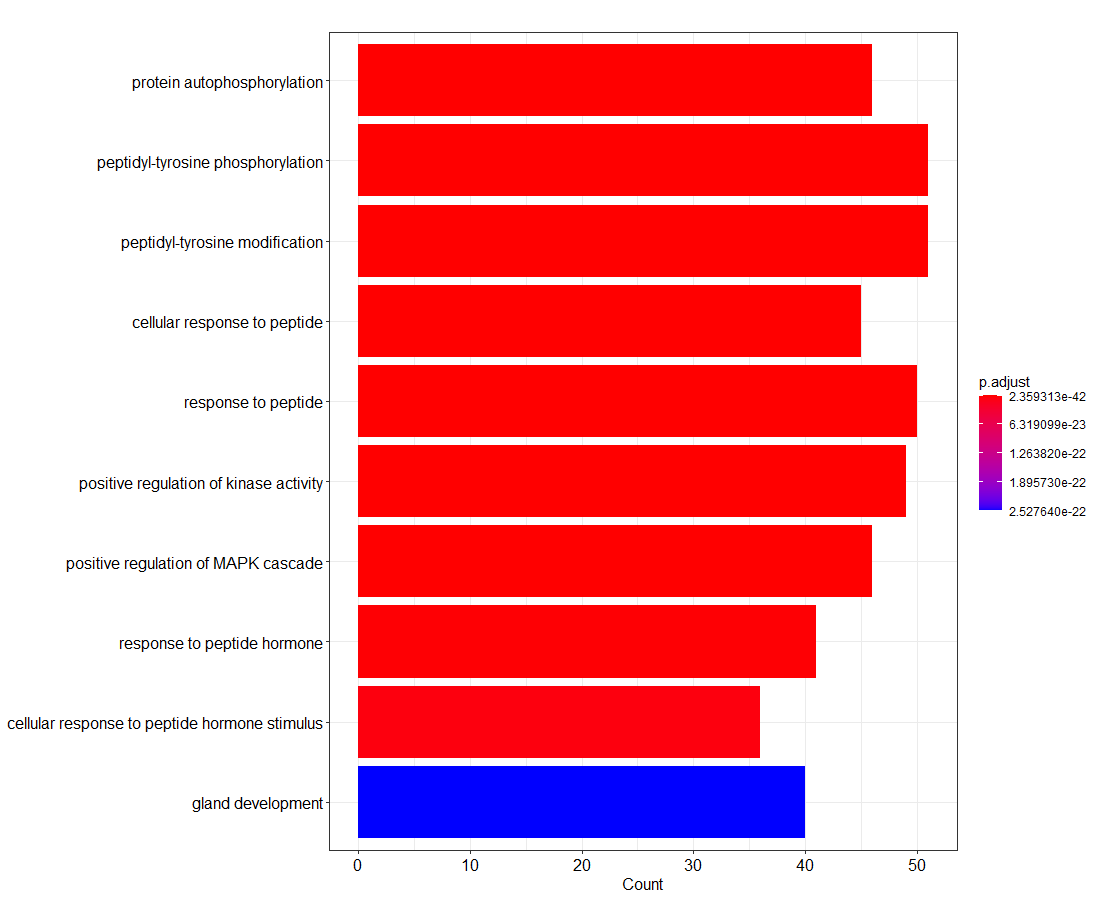 protein autophosphorylation
peptidyl-tyrosine phosphorylation
peptidyl-tyrosine modification
cellular response to peptide
response to peptide
positive regulation of kinase activity
positive regulation of MAPK cascade
response to peptide hormone
cellular response to peptide hormone stimulus
gland development
0 10 20 30 40 50
Count
p.adjust
2.359313e-42
6.319099e-23
1.263820e-22
1.895730e-22
2.527640e-22